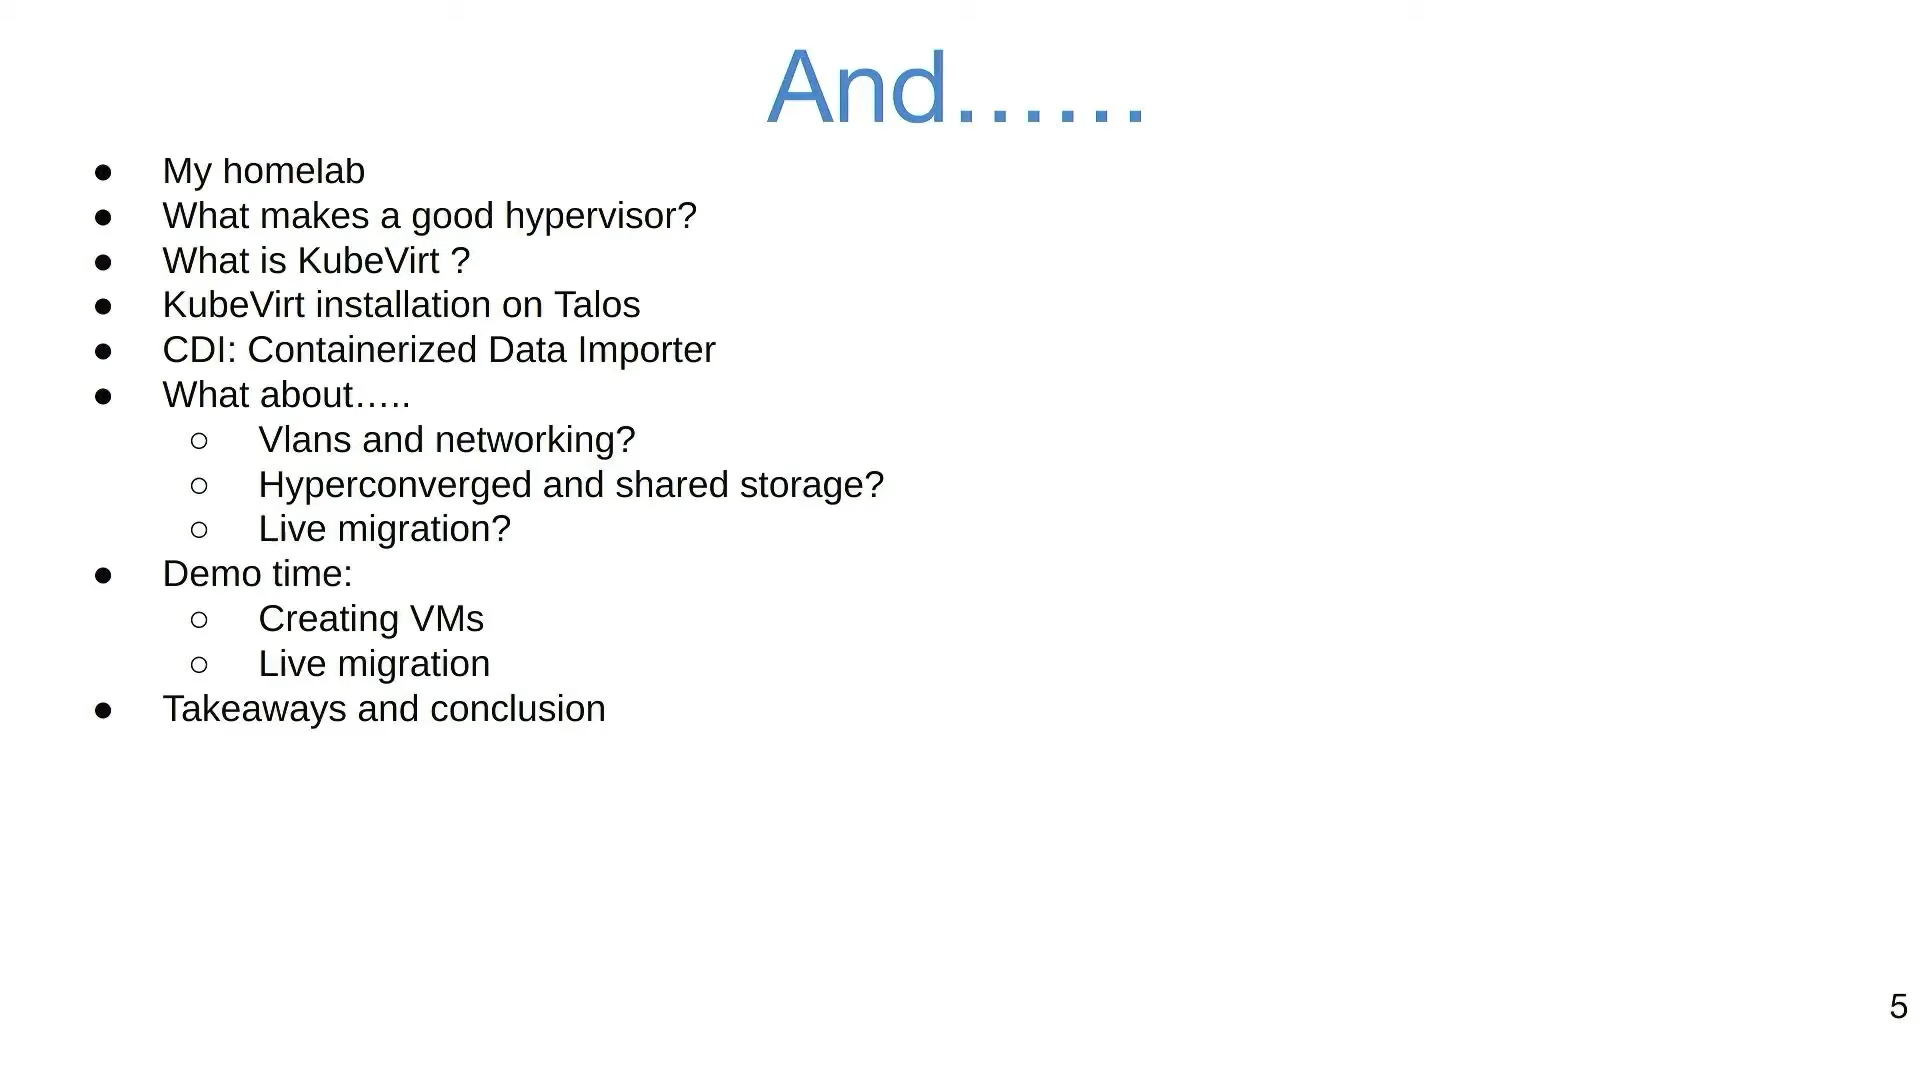 And......
● My homelab
● What makes a good hypervisor?
● What is KubeVirt ?
● KubeVirt installation on Talos
● CDI: Containerized Data Importer
● What about…..
○ Vlans and networking?
○ Hyperconverged and shared storage?
○ Live migration?
● Demo time:
○ Creating VMs
○ Live migration
● Takeaways and conclusion
5